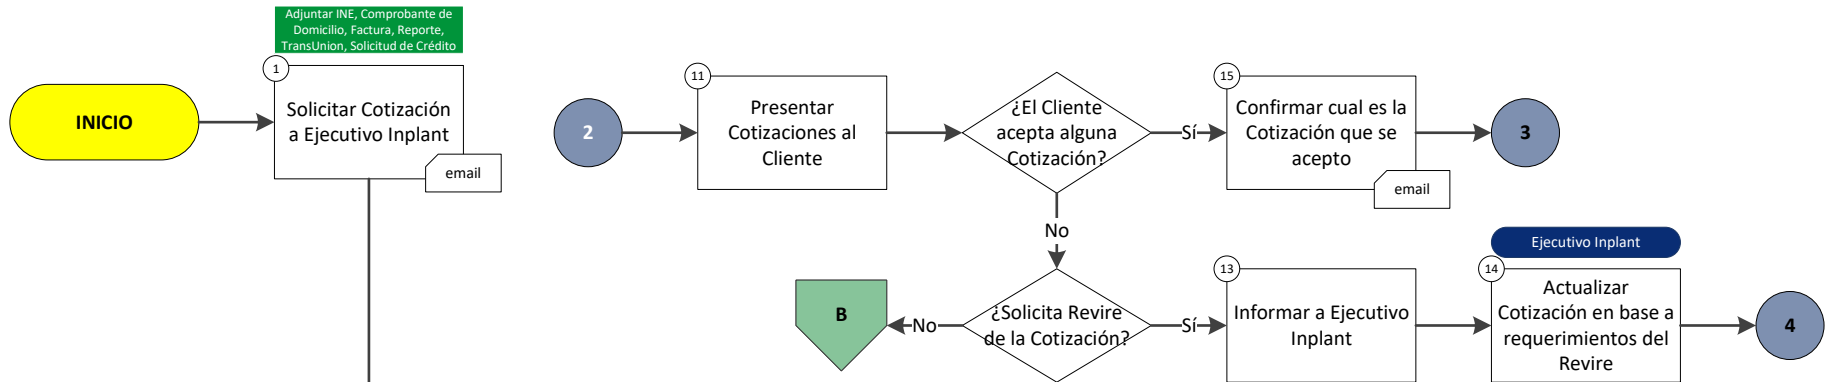 Adjuntar INE, Comprobante de
Domicilio, Factura, Reporte,
TransUnion, Solicitud de Crédito
1
Solicitar Cotización
a Ejecutivo Inplant
email
INICIO
2
11
Presentar
Cotizaciones al
Cliente
¿El Cliente
acepta alguna
Cotización?
Sí
15
Confirmar cual es la
Cotización que se
acepto
email
3
No
¿Solicita Revire
de la Cotización?
No
B
Sí
13
Informar a Ejecutivo
Inplant
Ejecutivo Inplant
14
Actualizar
Cotización en base a
requerimientos del
Revire
4